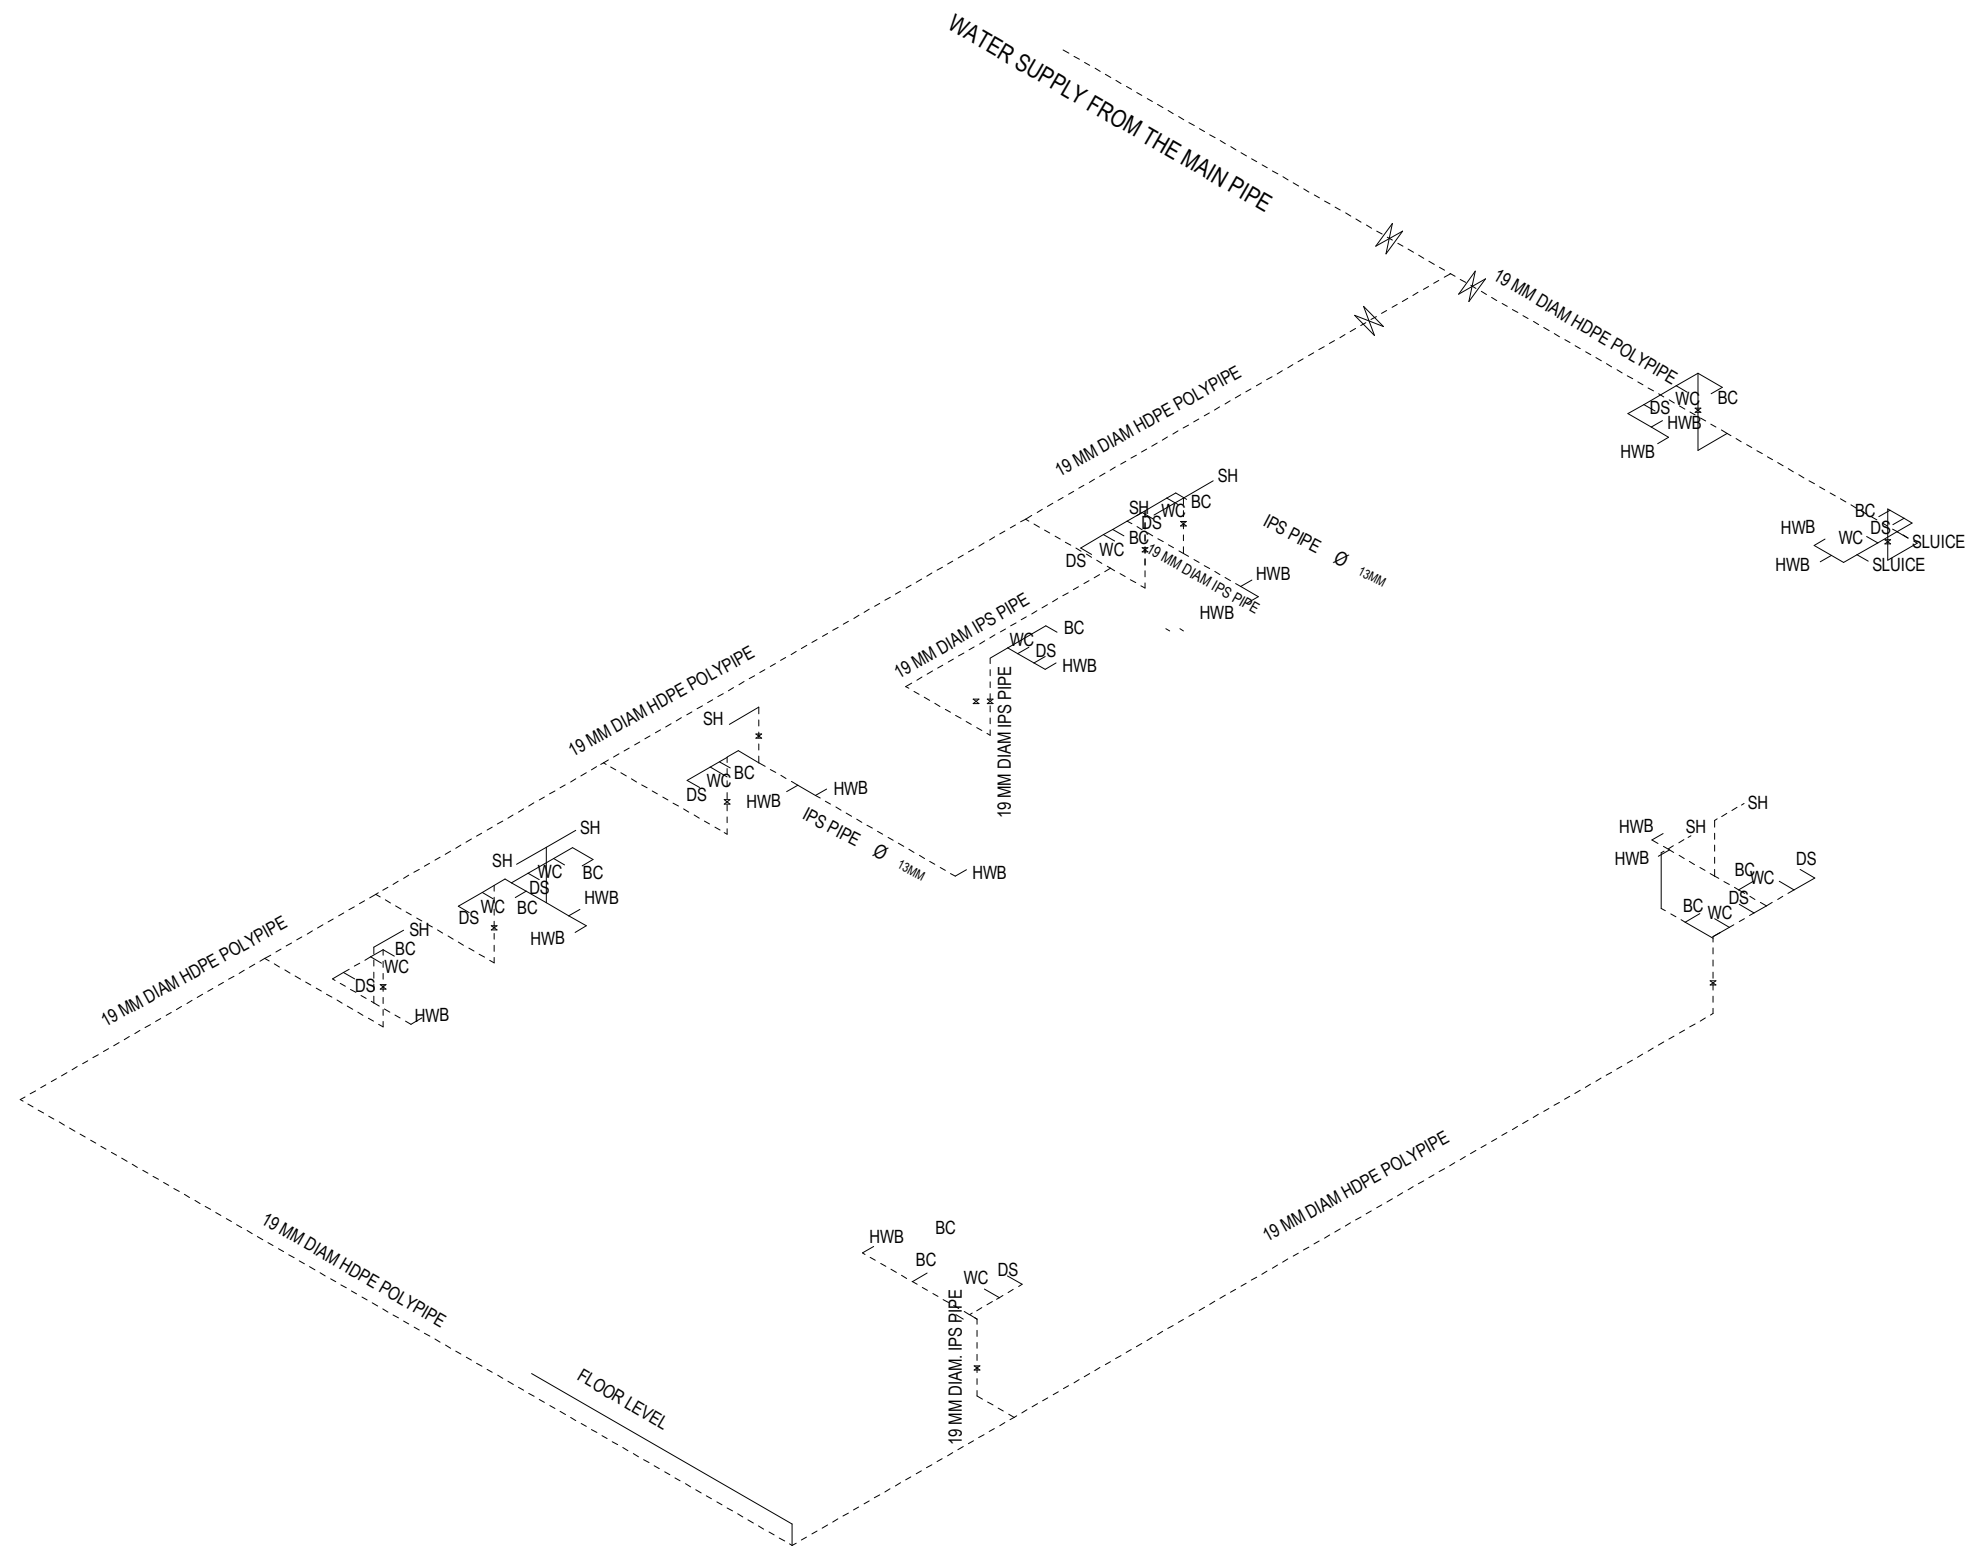 WATER SUPPLY FROM THE MAIN PIPE
19 MM DIAM HDPE POLYPIPE
WC
BC
DS
HWB
HWB
19 MM DIAM HDPE POLYPIPE
SH
SH
BC
WC
DS
BC
WC
DS
IPS PIPE Ø 13MM
19 MM DIAM IPS PIPE
HWB
HWB
BC
HWB
DS
WC
SLUICE
HWB
SLUICE
19 MM DIAM IPS PIPE
BC
WC
DS
HWB
19 MM DIAM IPS PIPE
19 MM DIAM HDPE POLYPIPE
SH
BC
WC
DS
HWB
HWB
IPS PIPE Ø 13MM
HWB
SH
SH
WC
BC
DS
WC
BC
DS
HWB
HWB
SH
BC
WC
DS
HWB
19 MM DIAM HDPE POLYPIPE
SH
HWB
SH
HWB
DS
BC
WC
DS
BC
WC
19 MM DIAM HDPE POLYPIPE
19 MM DIAM HDPE POLYPIPE
BC
HWB
BC
DS
WC
19 MM DIAM. IPS PIPE
FLOOR LEVEL